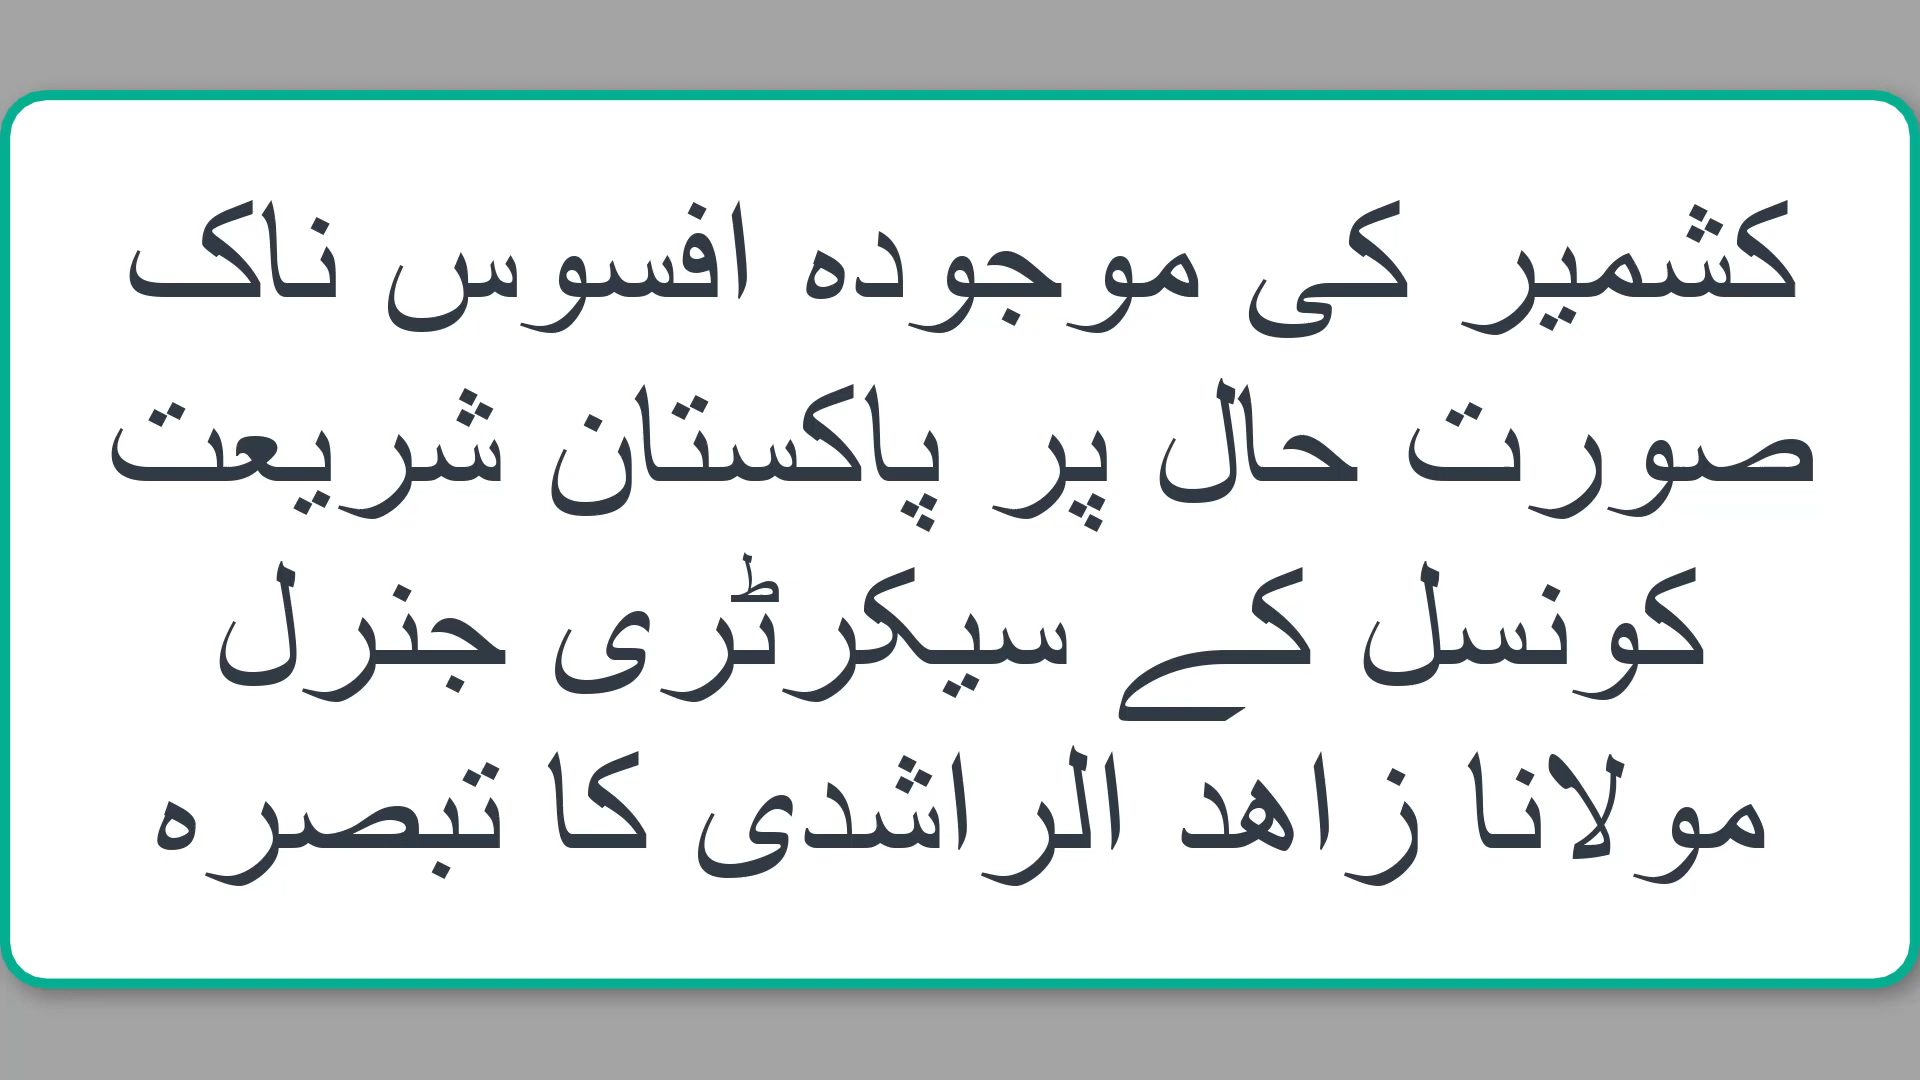 کشمیر کی موجودہ افسوس ناک
صورت حال پر پاکستان شریعت
کونسل کے سیکرٹری جنرل
مولانا زاھد الراشدی کا تبصرہ